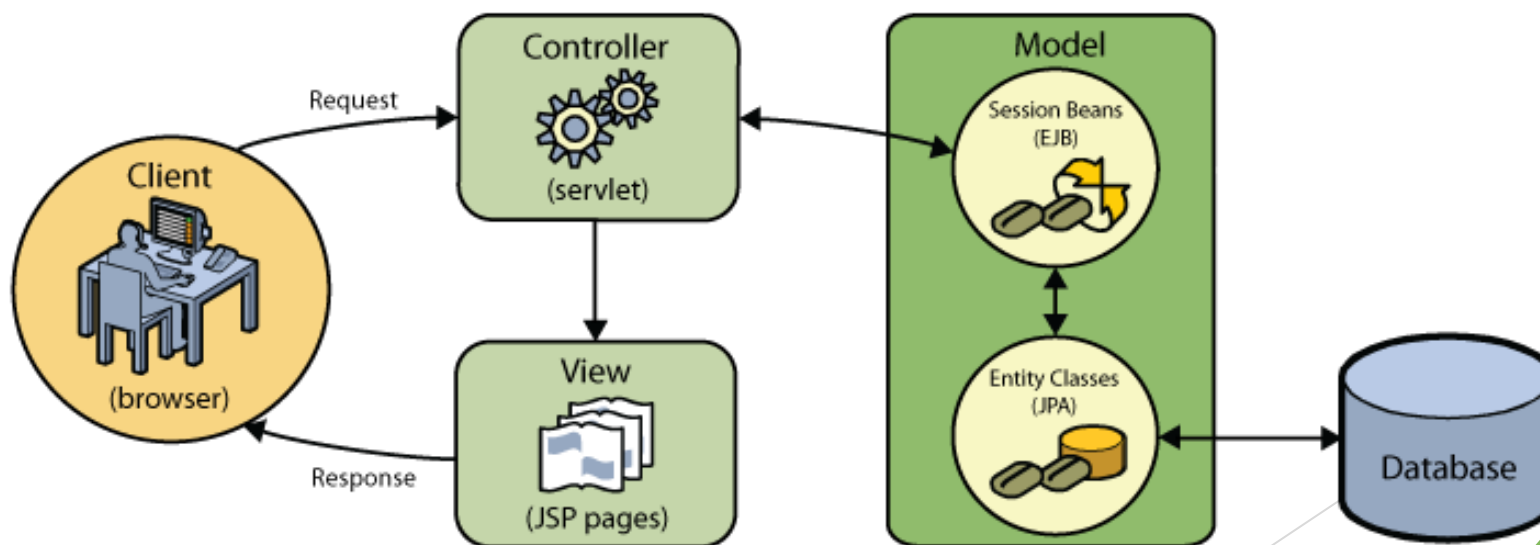 Controller
(servlet)
Request
Client
(browser)
View
(JSP pages)
Response
Model
Session Beans
(EJB)
Entity Classes
(JPA)
Database